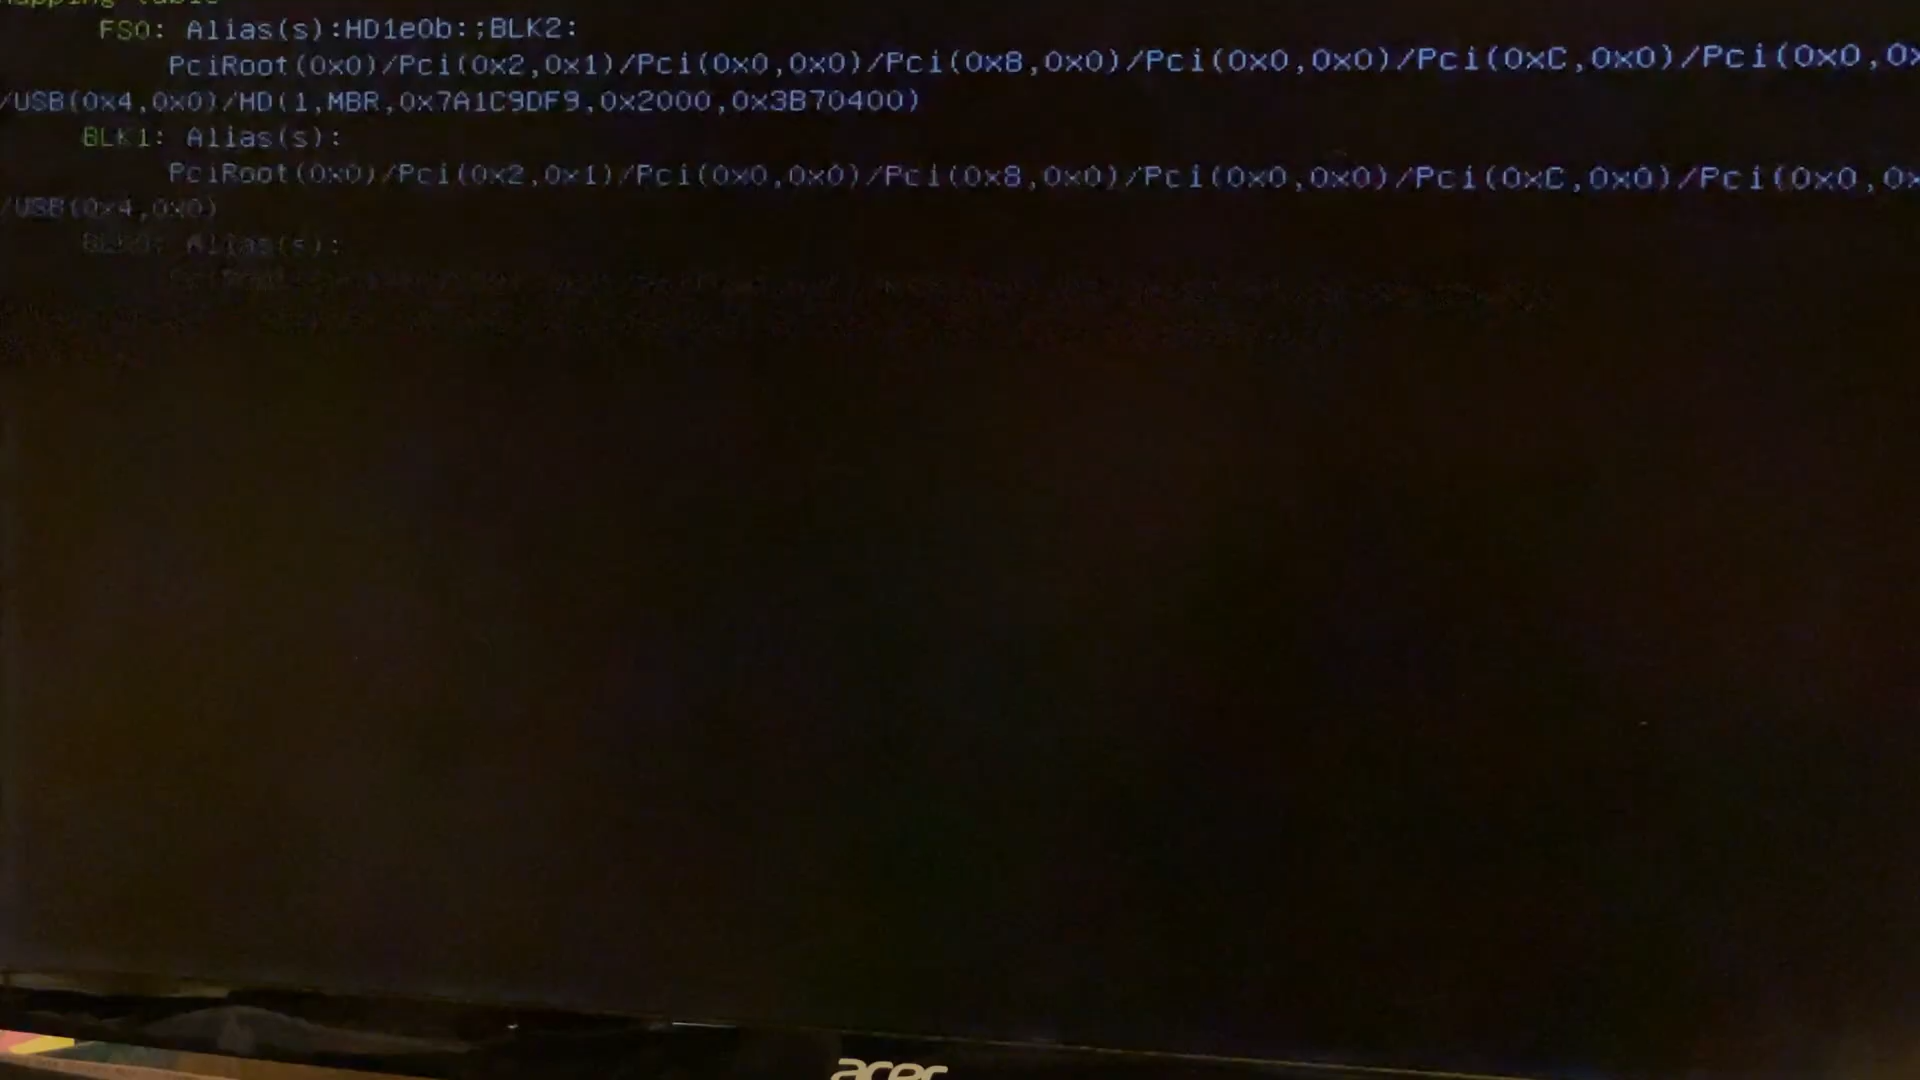 Mapping table
FS0: Alias(s):HD1e0b:;BLK2:
PciRoot(0x0)/Pci(0x2,0x1)/Pci(0x0,0x0)/Pci(0x8,0x0)/Pci(0x0,0x0)/Pci(0xC,0x0)/Pci(0x0,0x
/USB(0x4,0x0)/HD(1,MBR,0x7A1C9DF9,0x2000,0x3B70400)
BLK1: Alias(s):
PciRoot(0x0)/Pci(0x2,0x1)/Pci(0x0,0x0)/Pci(0x8,0x0)/Pci(0x0,0x0)/Pci(0xC,0x0)/Pci(0x0,0x
/USB(0x4,0x0)
Alias(s):
acer